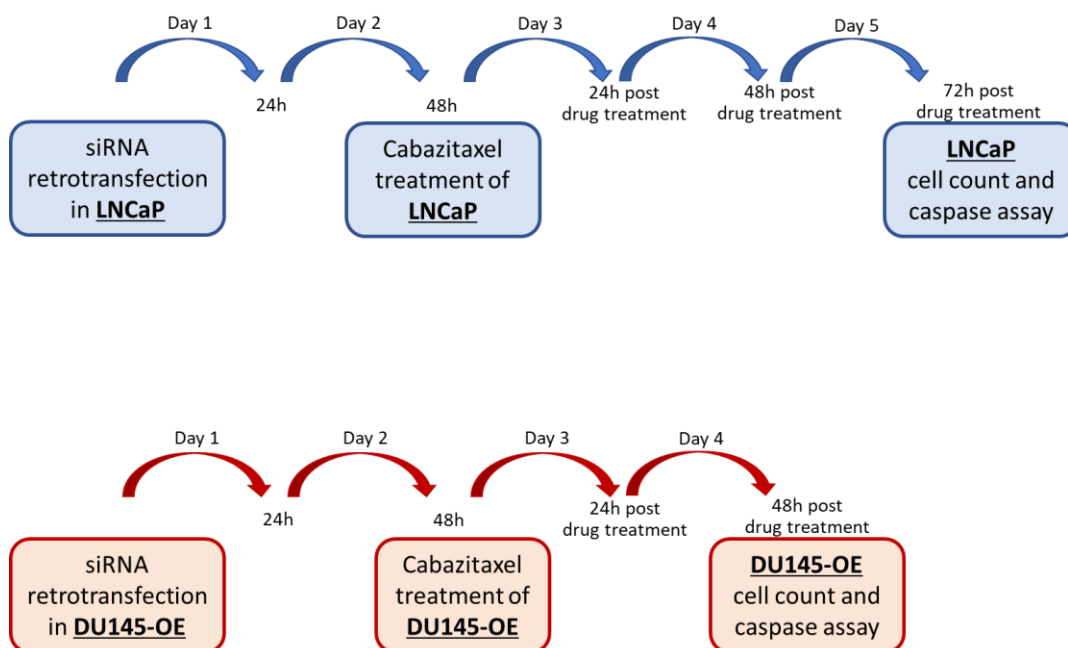 Day 1
Day 2
Day 3
Day 4
Day 5
24h
48h
24h post
drug treatment
48h post
drug treatment
72h post
drug treatment
siRNA
retrotransfection
in LNCaP
Cabazitaxel
treatment of
LNCaP
LNCaP
cell count and
caspase assay
Day 1
Day 2
Day 3
Day 4
24h
48h
24h post
drug treatment
48h post
drug treatment
siRNA
retrotransfection
in DU145-OE
Cabazitaxel
treatment of
DU145-OE
DU145-OE
cell count and
caspase assay